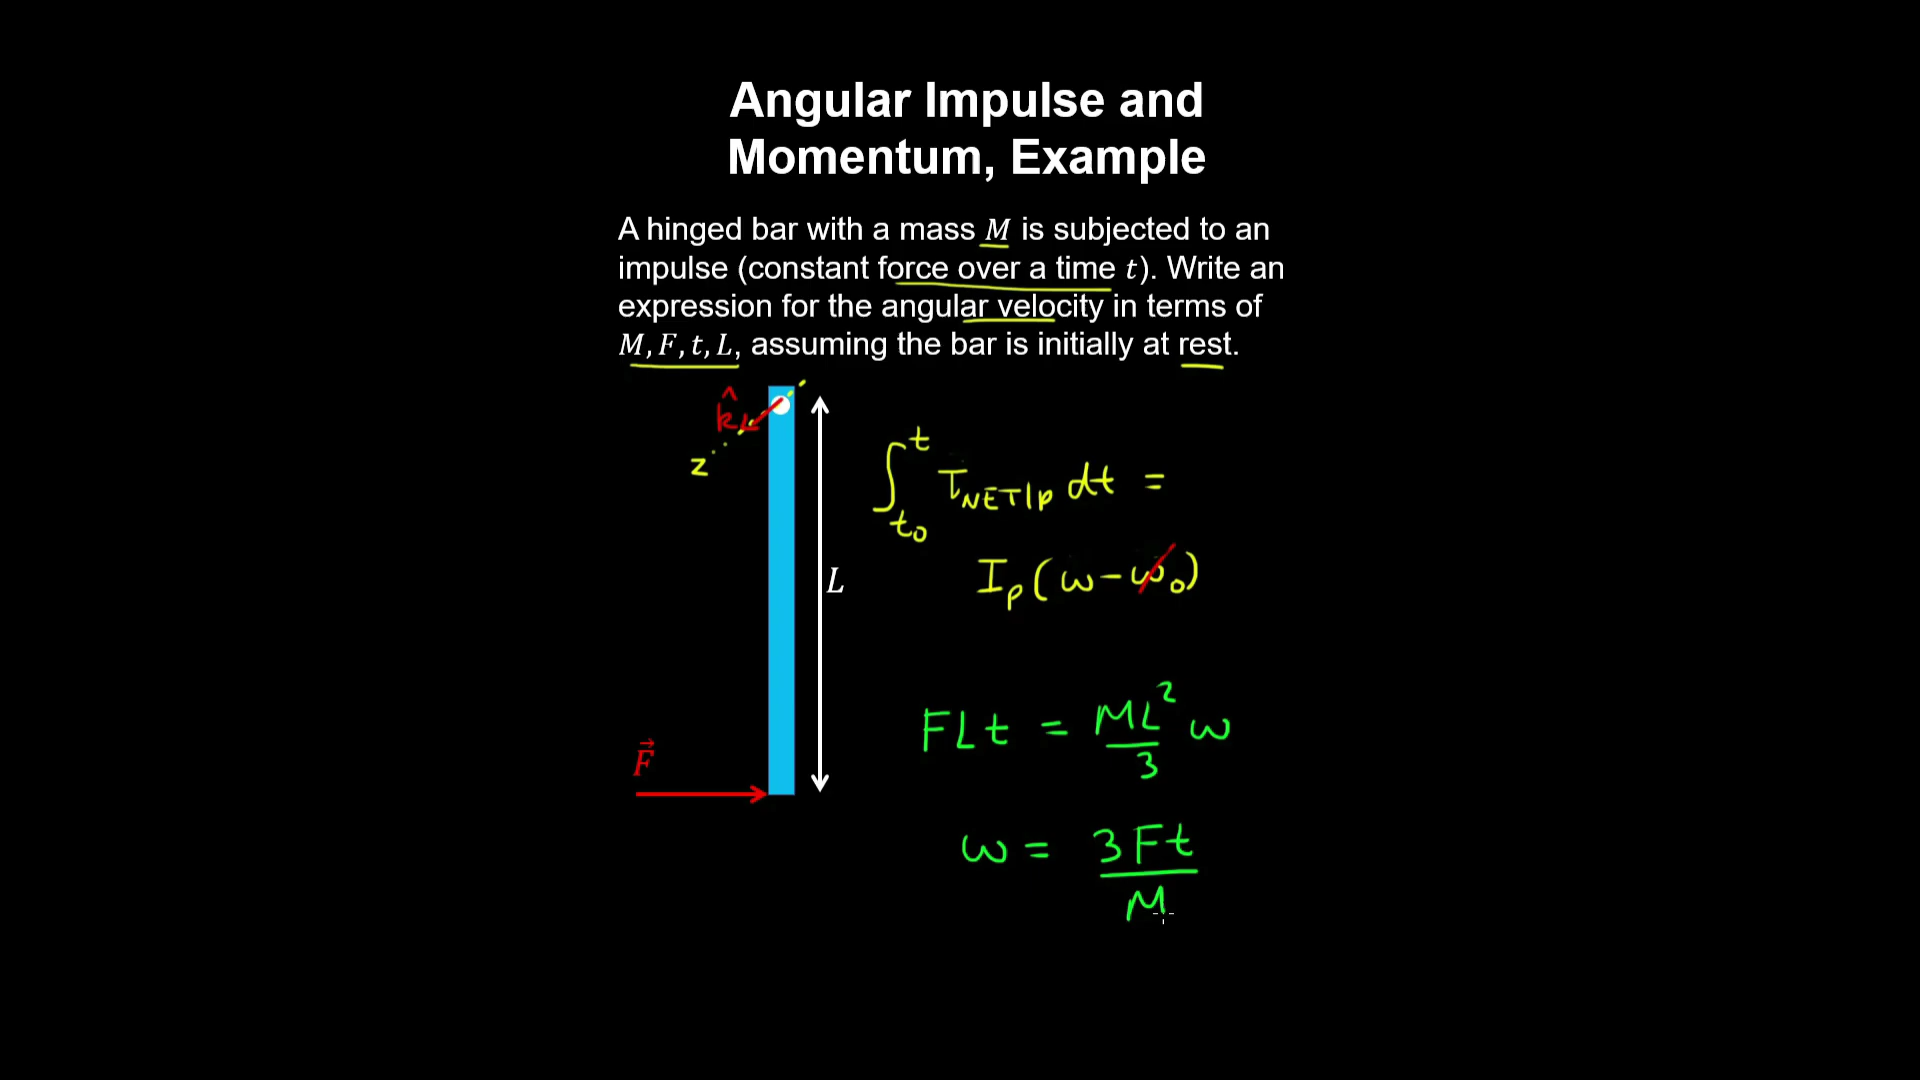 Angular Impulse and
Momentum, Example
A hinged bar with a mass M is subjected to an
impulse (constant force over a time t). Write an
expression for the angular velocity in terms of
M, F, t, L, assuming the bar is initially at rest.
k̂
z
L
F⃗
∫ₜ₀ᵗ τ_NET|P dt =
I_P (ω − ω₀)
FLt = ML²/3 ω
ω = 3Ft/M